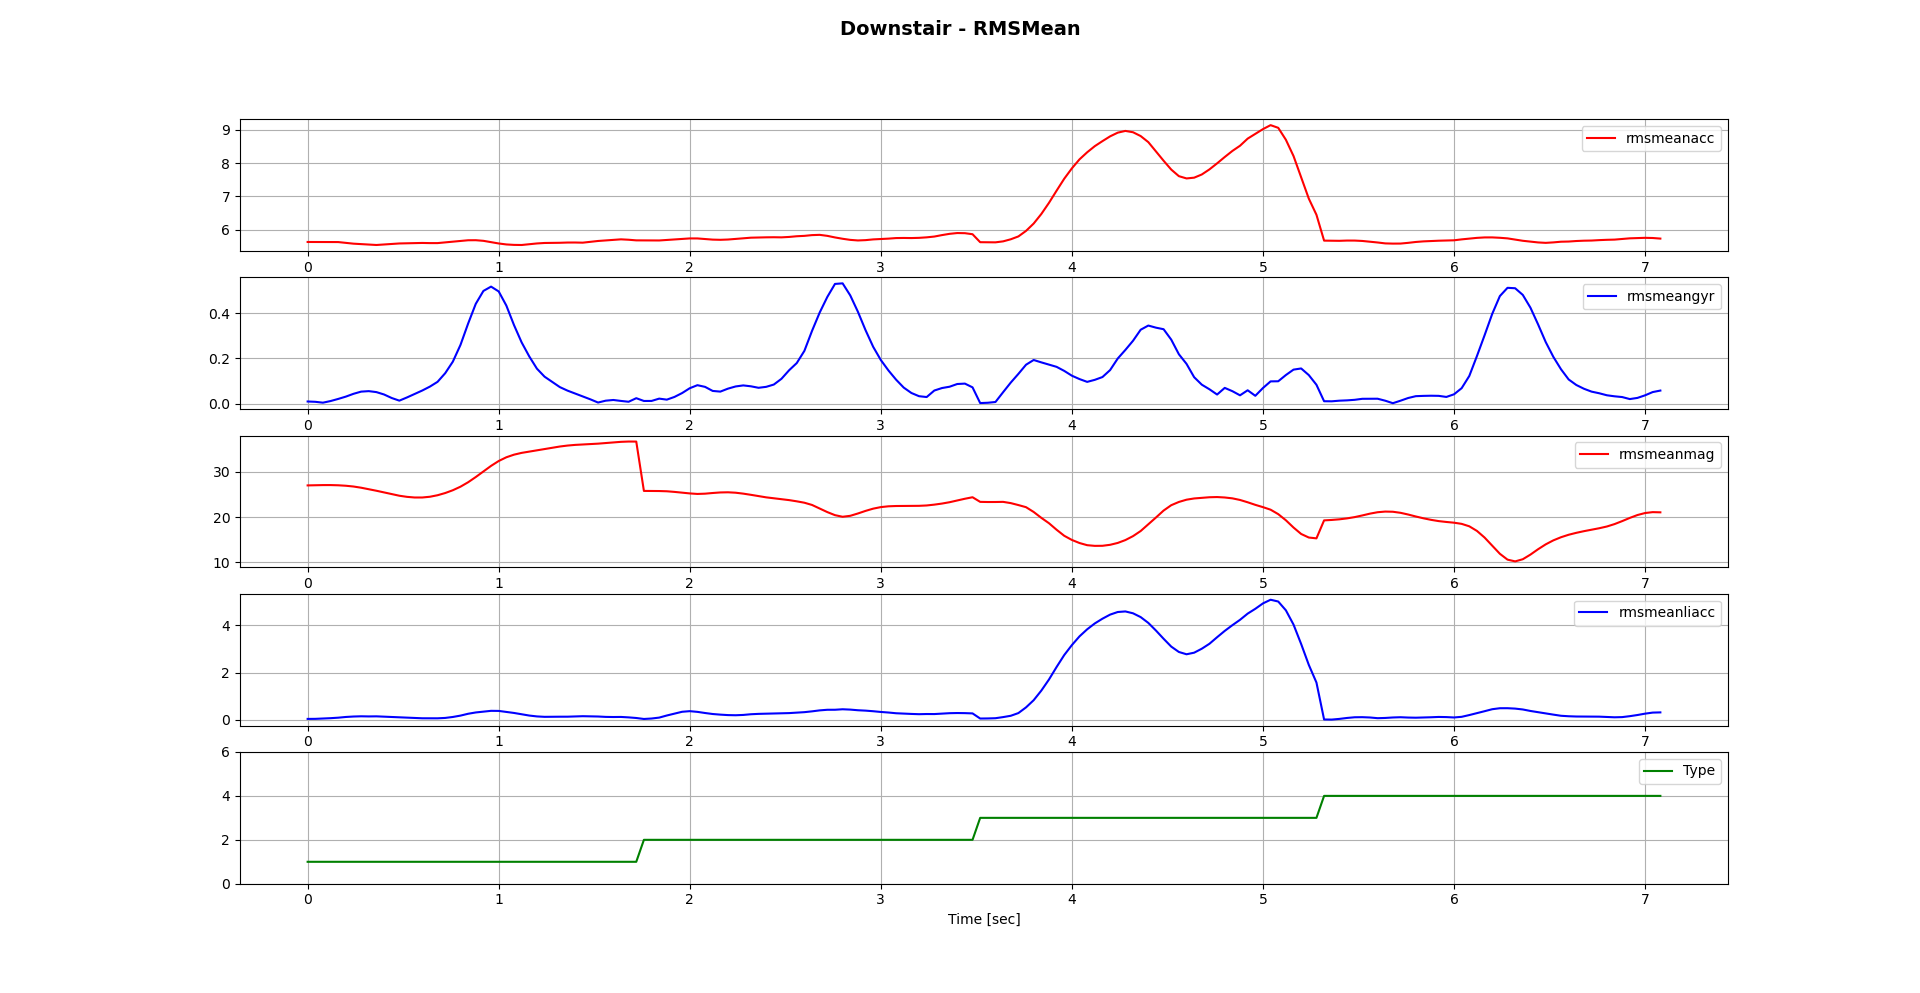 Downstair - RMSMean
9
8
7
6
rmsmeanacc
0 1 2 3 4 5 6 7
0.4
0.2
0.0
rmsmeangyr
0 1 2 3 4 5 6 7
30
20
10
rmsmeanmag
0 1 2 3 4 5 6 7
4
2
0
rmsmeanliacc
0 1 2 3 4 5 6 7
6
4
2
0
Type
0 1 2 3 4 5 6 7
Time [sec]